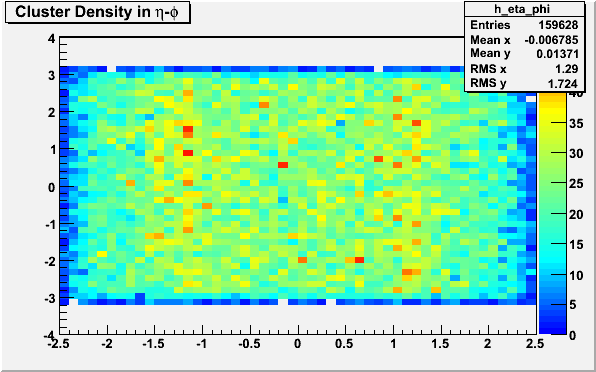 Cluster Density in η-ϕ
h_eta_phi
Entries 159628
Mean x -0.006785
Mean y 0.01371
RMS x 1.29
RMS y 1.724
4
3
2
1
0
-1
-2
-3
-4
-2.5 -2 -1.5 -1 -0.5 0 0.5 1 1.5 2 2.5
40
35
30
25
20
15
10
5
0